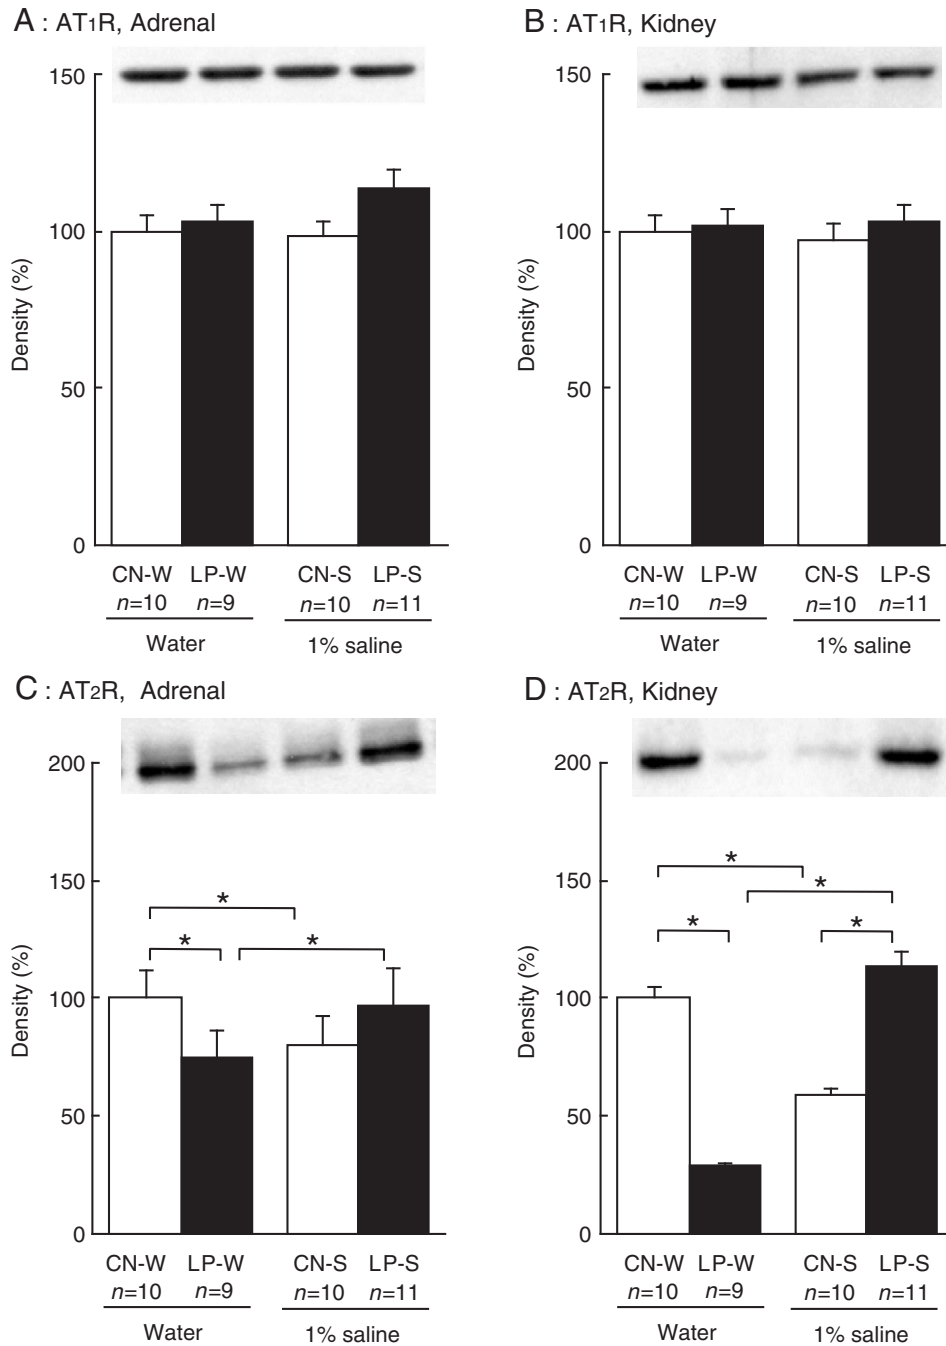 A : AT1R, Adrenal
150
100
50
0
Density (%)
CN-W LP-W CN-S LP-S
n=10 n=9 n=10 n=11
Water 1% saline
B : AT1R, Kidney
150
100
50
0
Density (%)
CN-W LP-W CN-S LP-S
n=10 n=9 n=10 n=11
Water 1% saline
C : AT2R, Adrenal
200
150
100
50
0
Density (%)
*
*
*
CN-W LP-W CN-S LP-S
n=10 n=9 n=10 n=11
Water 1% saline
D : AT2R, Kidney
200
150
100
50
0
Density (%)
*
*
*
*
CN-W LP-W CN-S LP-S
n=10 n=9 n=10 n=11
Water 1% saline